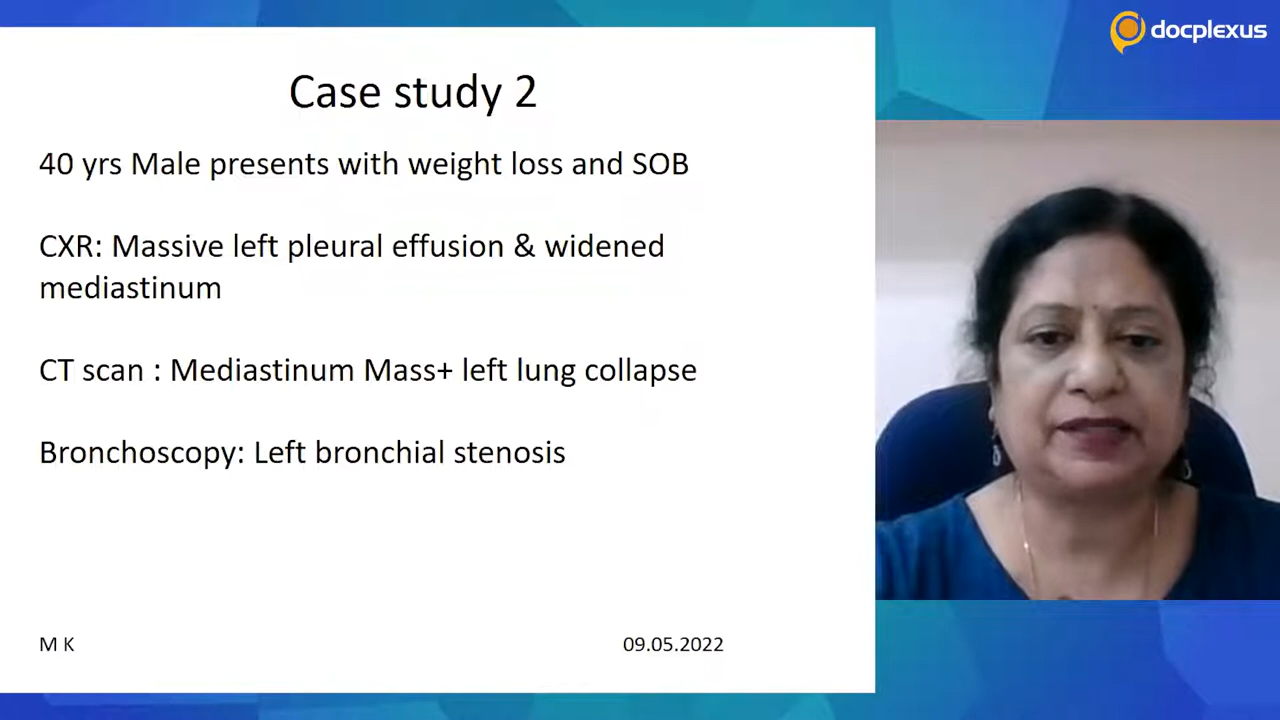 docplexus
Case study 2
40 yrs Male presents with weight loss and SOB
CXR: Massive left pleural effusion & widened
mediastinum
CT scan : Mediastinum Mass+ left lung collapse
Bronchoscopy: Left bronchial stenosis
M K 09.05.2022